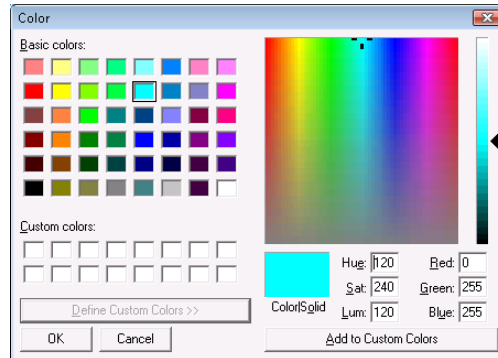 Color
Basic colors:
Custom colors:
Define Custom Colors >>
OK Cancel
Color|Solid
Hue: 120 Red: 0
Sat: 240 Green: 255
Lum: 120 Blue: 255
Add to Custom Colors